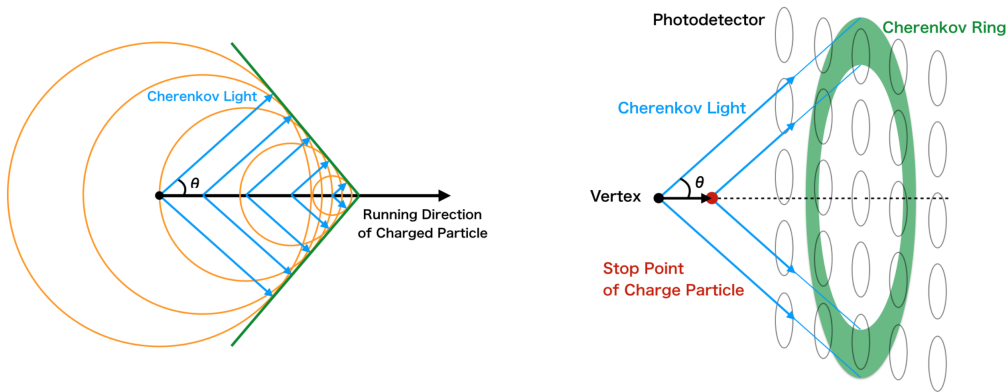 Cherenkov Light
θ
Running Direction
of Charged Particle
Photodetector
Cherenkov Ring
Cherenkov Light
θ
Vertex
Stop Point
of Charge Particle